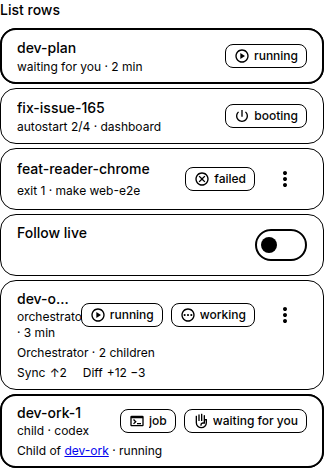 List rows
dev-plan
waiting for you · 2 min
running
fix-issue-165
autostart 2/4 · dashboard
booting
feat-reader-chrome
exit 1 · make web-e2e
failed
Follow live
dev-o...
orchestrato
· 3 min
running
working
Orchestrator · 2 children
Sync ↑2 Diff +12 −3
dev-ork-1
child · codex
job
waiting for you
Child of dev-ork · running